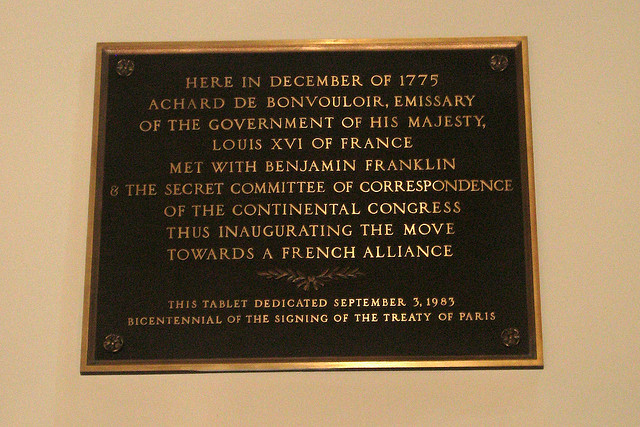 HERE IN DECEMBER OF 1775
ACHARD DE BONVOULOIR, EMISSARY
OF THE GOVERNMENT OF HIS MAJESTY,
LOUIS XVI OF FRANCE
MET WITH BENJAMIN FRANKLIN
& THE SECRET COMMITTEE OF CORRESPONDENCE
OF THE CONTINENTAL CONGRESS
THUS INAUGURATING THE MOVE
TOWARDS A FRENCH ALLIANCE
THIS TABLET DEDICATED SEPTEMBER 3, 1983
BICENTENNIAL OF THE SIGNING OF THE TREATY OF PARIS